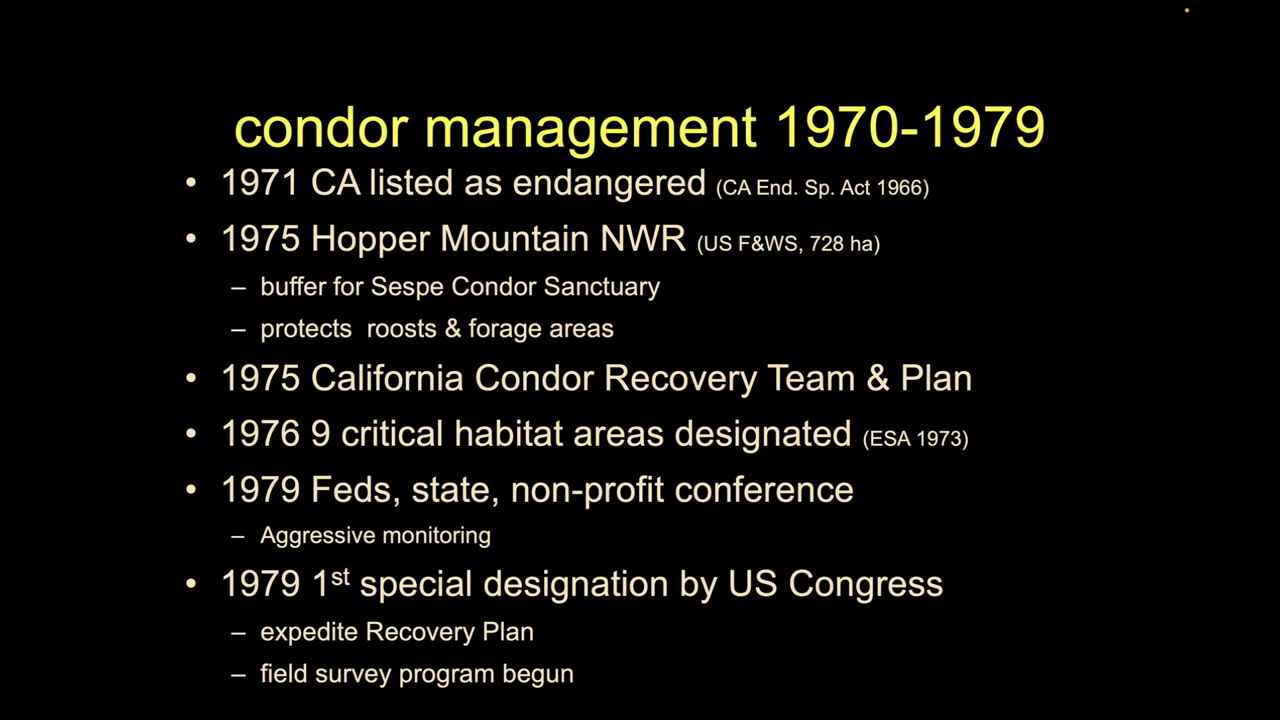 condor management 1970-1979
• 1971 CA listed as endangered (CA End. Sp. Act 1966)
• 1975 Hopper Mountain NWR (US F&WS, 728 ha)
– buffer for Sespe Condor Sanctuary
– protects  roosts & forage areas
• 1975 California Condor Recovery Team & Plan
• 1976 9 critical habitat areas designated (ESA 1973)
• 1979 Feds, state, non-profit conference
– Aggressive monitoring
• 1979 1st special designation by US Congress
– expedite Recovery Plan
– field survey program begun